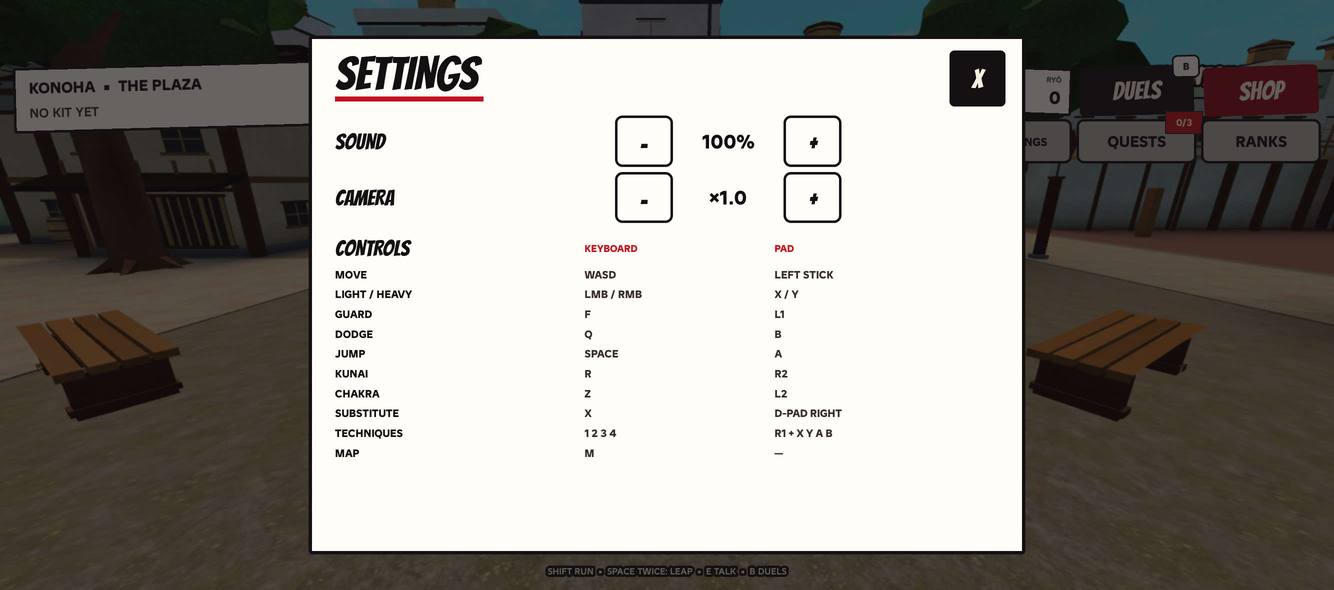 SETTINGS
X
KONOHA ▪ THE PLAZA
NO KIT YET
RYŌ
0
B
DUELS
SHOP
0/3
NGS
QUESTS
RANKS
SOUND - 100% +
CAMERA - ×1.0 +
CONTROLS KEYBOARD PAD
MOVE WASD LEFT STICK
LIGHT / HEAVY LMB / RMB X / Y
GUARD F L1
DODGE Q B
JUMP SPACE A
KUNAI R R2
CHAKRA Z L2
SUBSTITUTE X D-PAD RIGHT
TECHNIQUES 1 2 3 4 R1 + X Y A B
MAP M —
SHIFT RUN ▪ SPACE TWICE: LEAP ▪ E TALK ▪ B DUELS